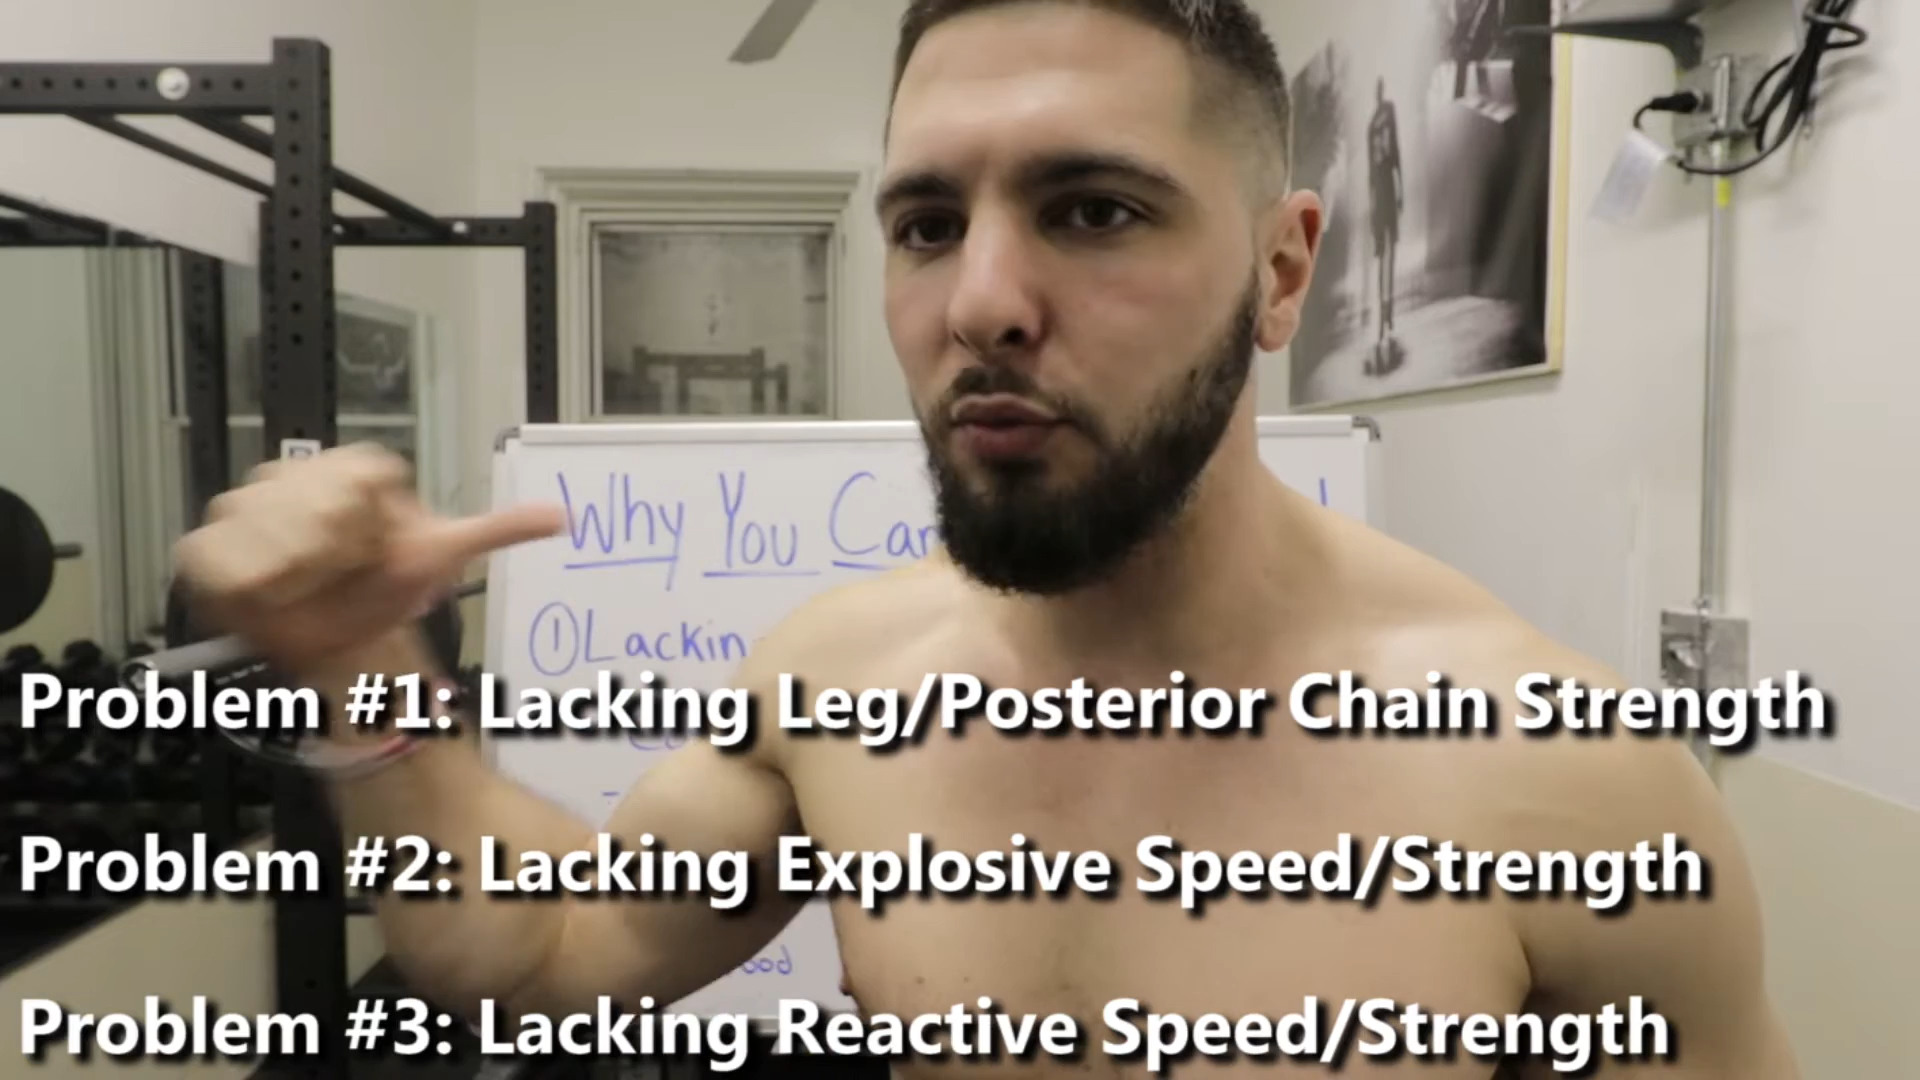 Why You
① Lackin
Problem #1: Lacking Leg/Posterior Chain Strength
Problem #2: Lacking Explosive Speed/Strength
Problem #3: Lacking Reactive Speed/Strength